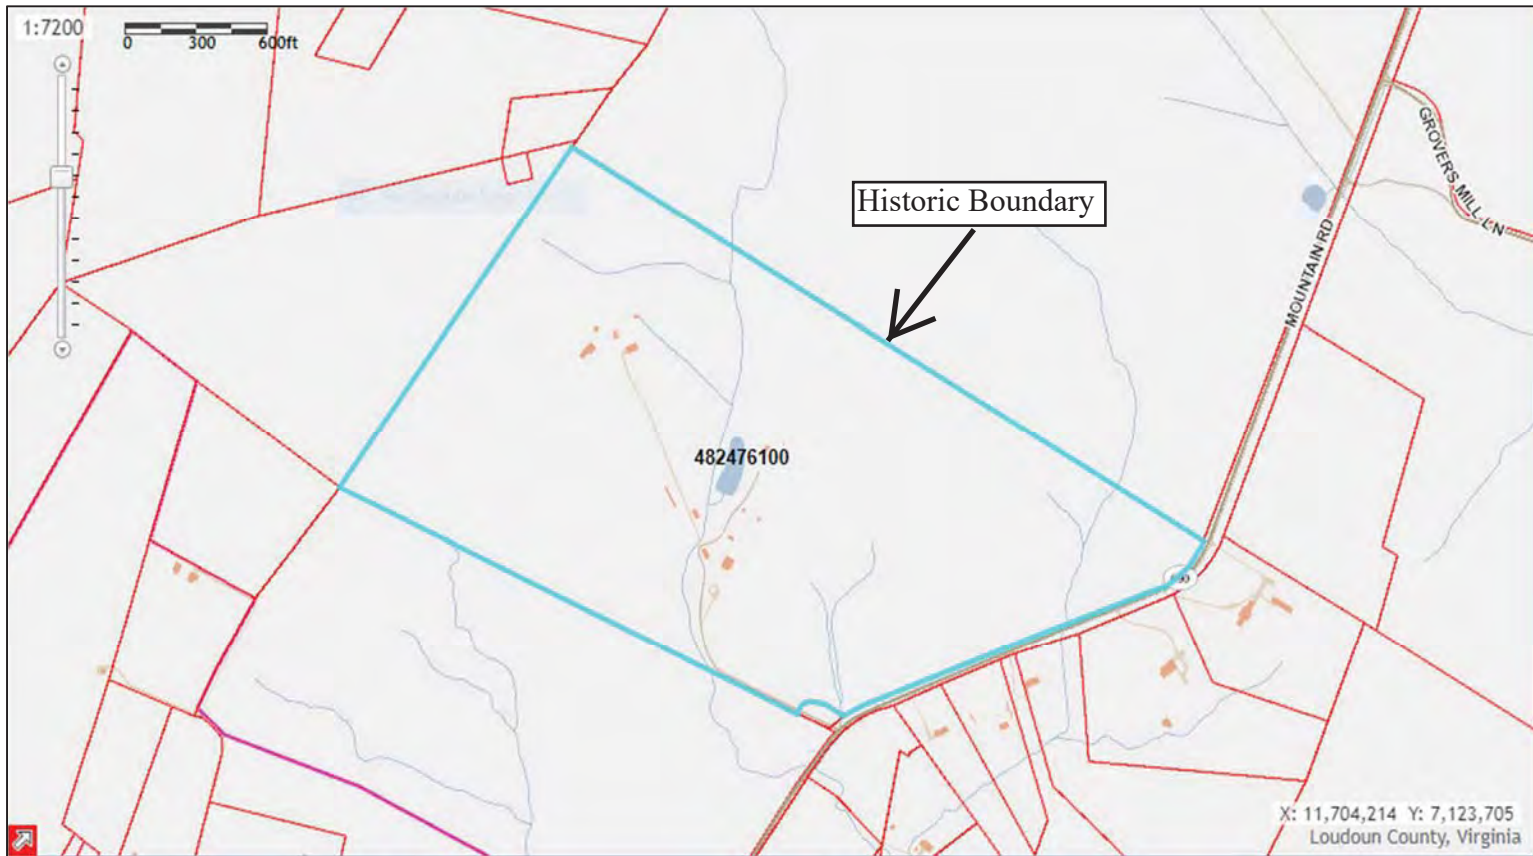 1:7200
0 300 600ft
Historic Boundary
GROVERS MILL LN
MOUNTAIN RD
482476100
X: 11,704,214 Y: 7,123,705
Loudoun County, Virginia